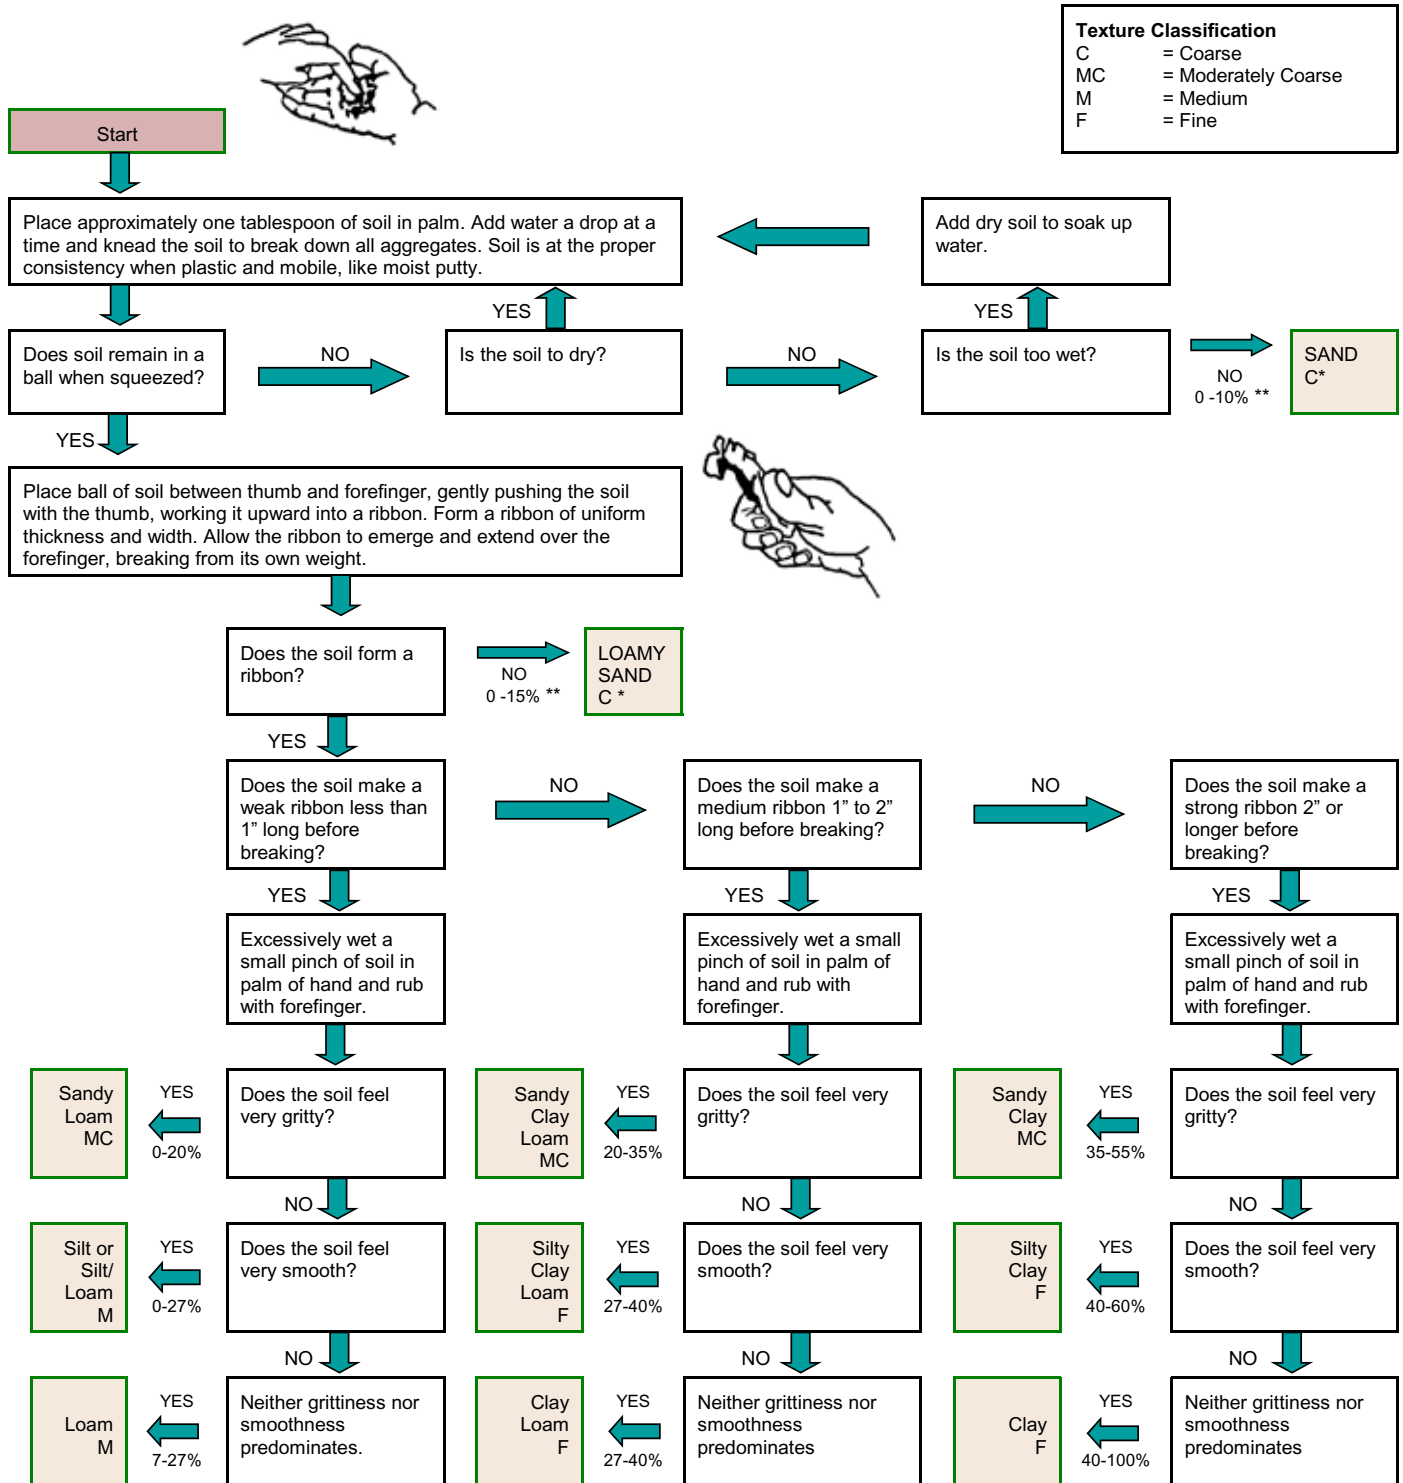 Texture Classification
C = Coarse
MC = Moderately Coarse
M = Medium
F = Fine
Start
Place approximately one tablespoon of soil in palm. Add water a drop at a
time and knead the soil to break down all aggregates. Soil is at the proper
consistency when plastic and mobile, like moist putty.
Add dry soil to soak up
water.
YES
YES
Does soil remain in a
ball when squeezed?
NO
Is the soil to dry?
NO
Is the soil too wet?
NO
0 -10% **
SAND
C*
YES
Place ball of soil between thumb and forefinger, gently pushing the soil
with the thumb, working it upward into a ribbon. Form a ribbon of uniform
thickness and width. Allow the ribbon to emerge and extend over the
forefinger, breaking from its own weight.
Does the soil form a
ribbon?
NO
0 -15% **
LOAMY
SAND
C *
YES
Does the soil make a
weak ribbon less than
1” long before
breaking?
NO
Does the soil make a
medium ribbon 1” to 2”
long before breaking?
NO
Does the soil make a
strong ribbon 2” or
longer before
breaking?
YES
YES
YES
Excessively wet a
small pinch of soil in
palm of hand and rub
with forefinger.
Excessively wet a small
pinch of soil in palm of
hand and rub with
forefinger.
Excessively wet a
small pinch of soil in
palm of hand and rub
with forefinger.
Sandy
Loam
MC
YES
0-20%
Does the soil feel
very gritty?
Sandy
Clay
Loam
MC
YES
20-35%
Does the soil feel very
gritty?
Sandy
Clay
MC
YES
35-55%
Does the soil feel very
gritty?
NO
NO
NO
Silt or
Silt/
Loam
M
YES
0-27%
Does the soil feel
very smooth?
Silty
Clay
Loam
F
YES
27-40%
Does the soil feel very
smooth?
Silty
Clay
F
YES
40-60%
Does the soil feel very
smooth?
NO
NO
NO
Loam
M
YES
7-27%
Neither grittiness nor
smoothness
predominates.
Clay
Loam
F
YES
27-40%
Neither grittiness nor
smoothness
predominates
Clay
F
YES
40-100%
Neither grittiness nor
smoothness
predominates